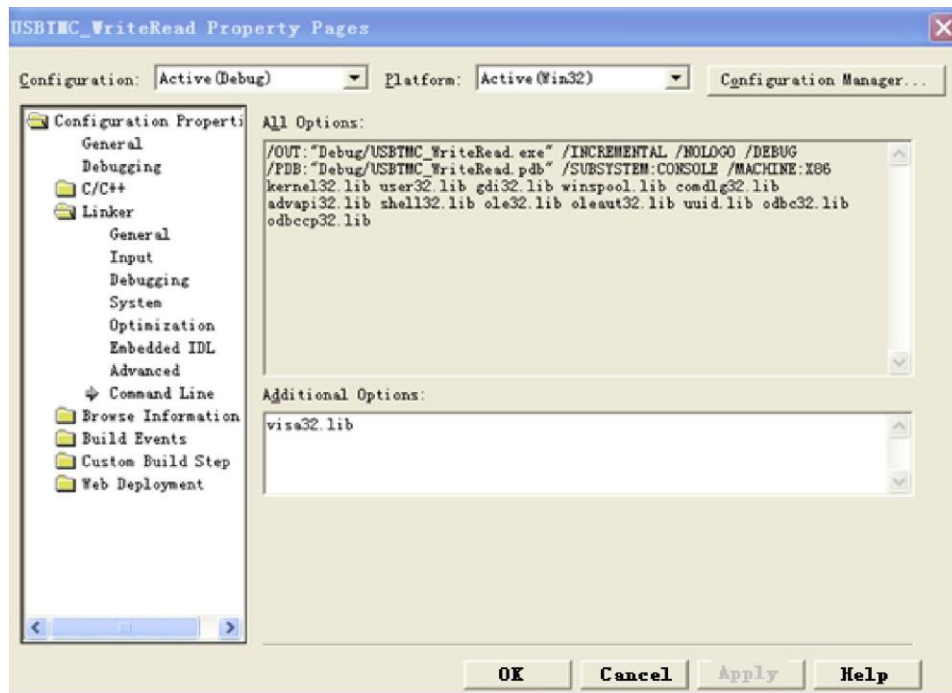 USBTMC_WriteRead Property Pages
Configuration: Active(Debug) Platform: Active(Win32) Configuration Manager...
Configuration Properti
General
Debugging
C/C++
Linker
General
Input
Debugging
System
Optimization
Embedded IDL
Advanced
Command Line
Browse Information
Build Events
Custom Build Step
Web Deployment
All Options:
/OUT:"Debug/USBTMC_WriteRead.exe" /INCREMENTAL /NOLOGO /DEBUG
/PDB:"Debug/USBTMC_WriteRead.pdb" /SUBSYSTEM:CONSOLE /MACHINE:X86
kernel32.lib user32.lib gdi32.lib winspool.lib comdlg32.lib
advapi32.lib shell32.lib ole32.lib oleaut32.lib uuid.lib odbc32.lib
odbccp32.lib
Additional Options:
visa32.lib
OK Cancel Apply Help